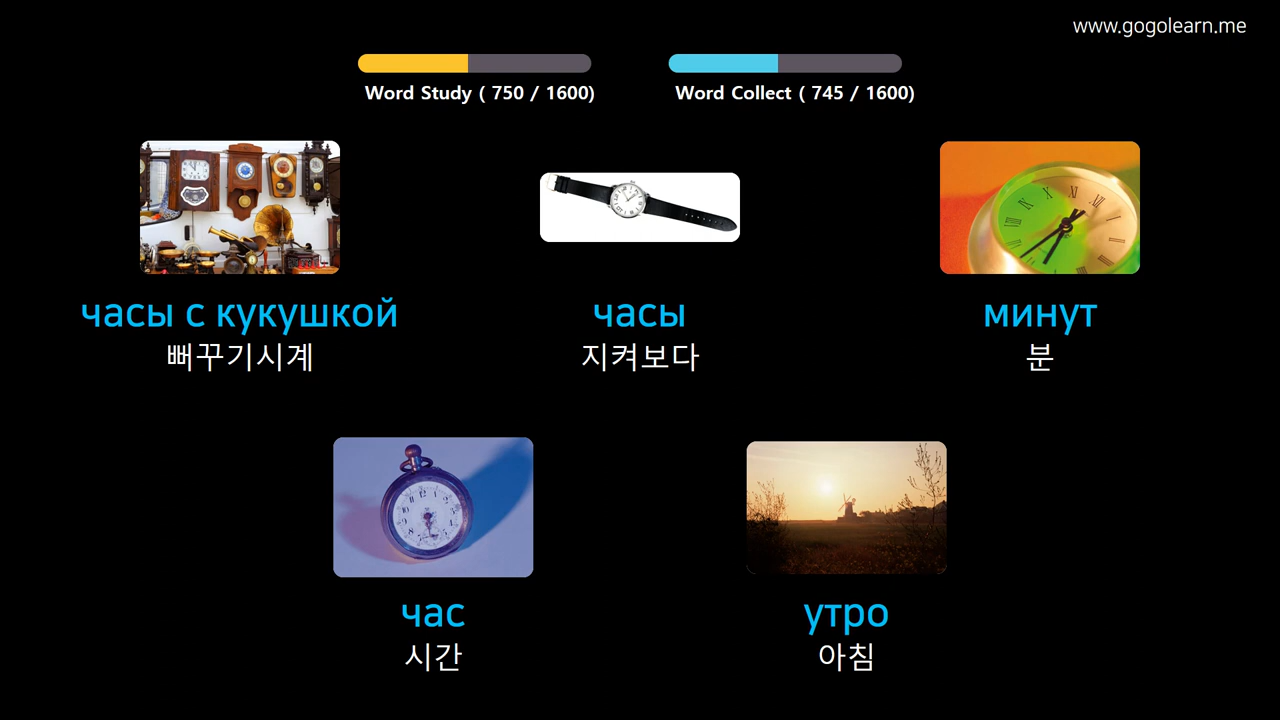 www.gogolearn.me
Word Study ( 750 / 1600)
Word Collect ( 745 / 1600)
часы с кукушкой
뻐꾸기시계
часы
지켜보다
минут
분
час
시간
утро
아침